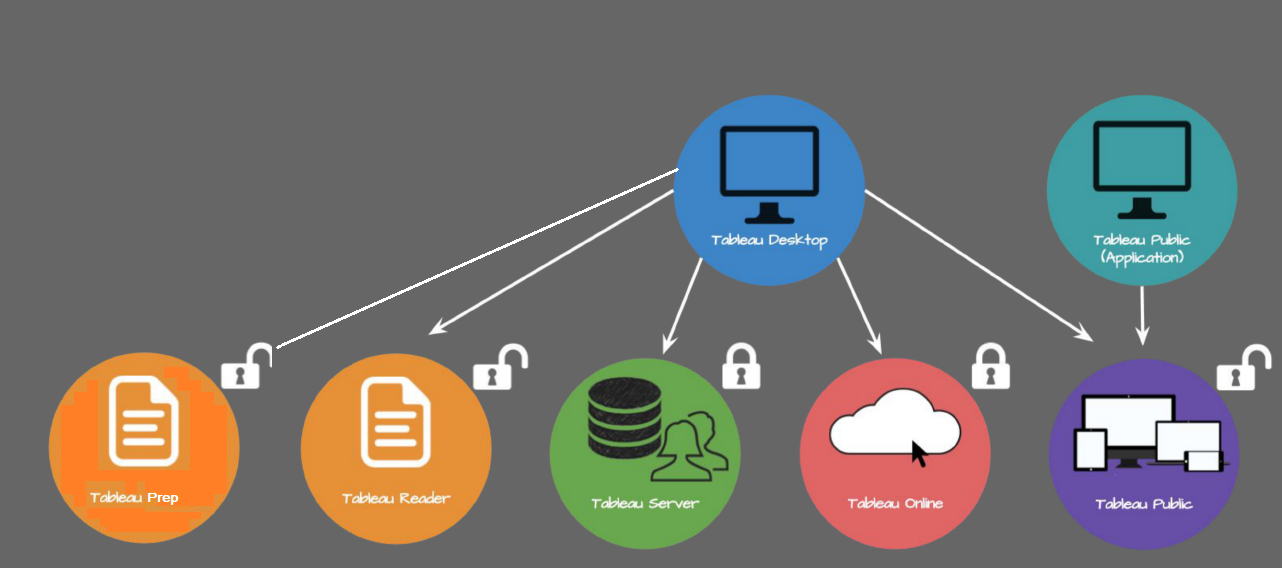 Tableau Desktop
Tableau Public
(Application)
Tableau Prep
Tableau Reader
Tableau Server
Tableau Online
Tableau Public